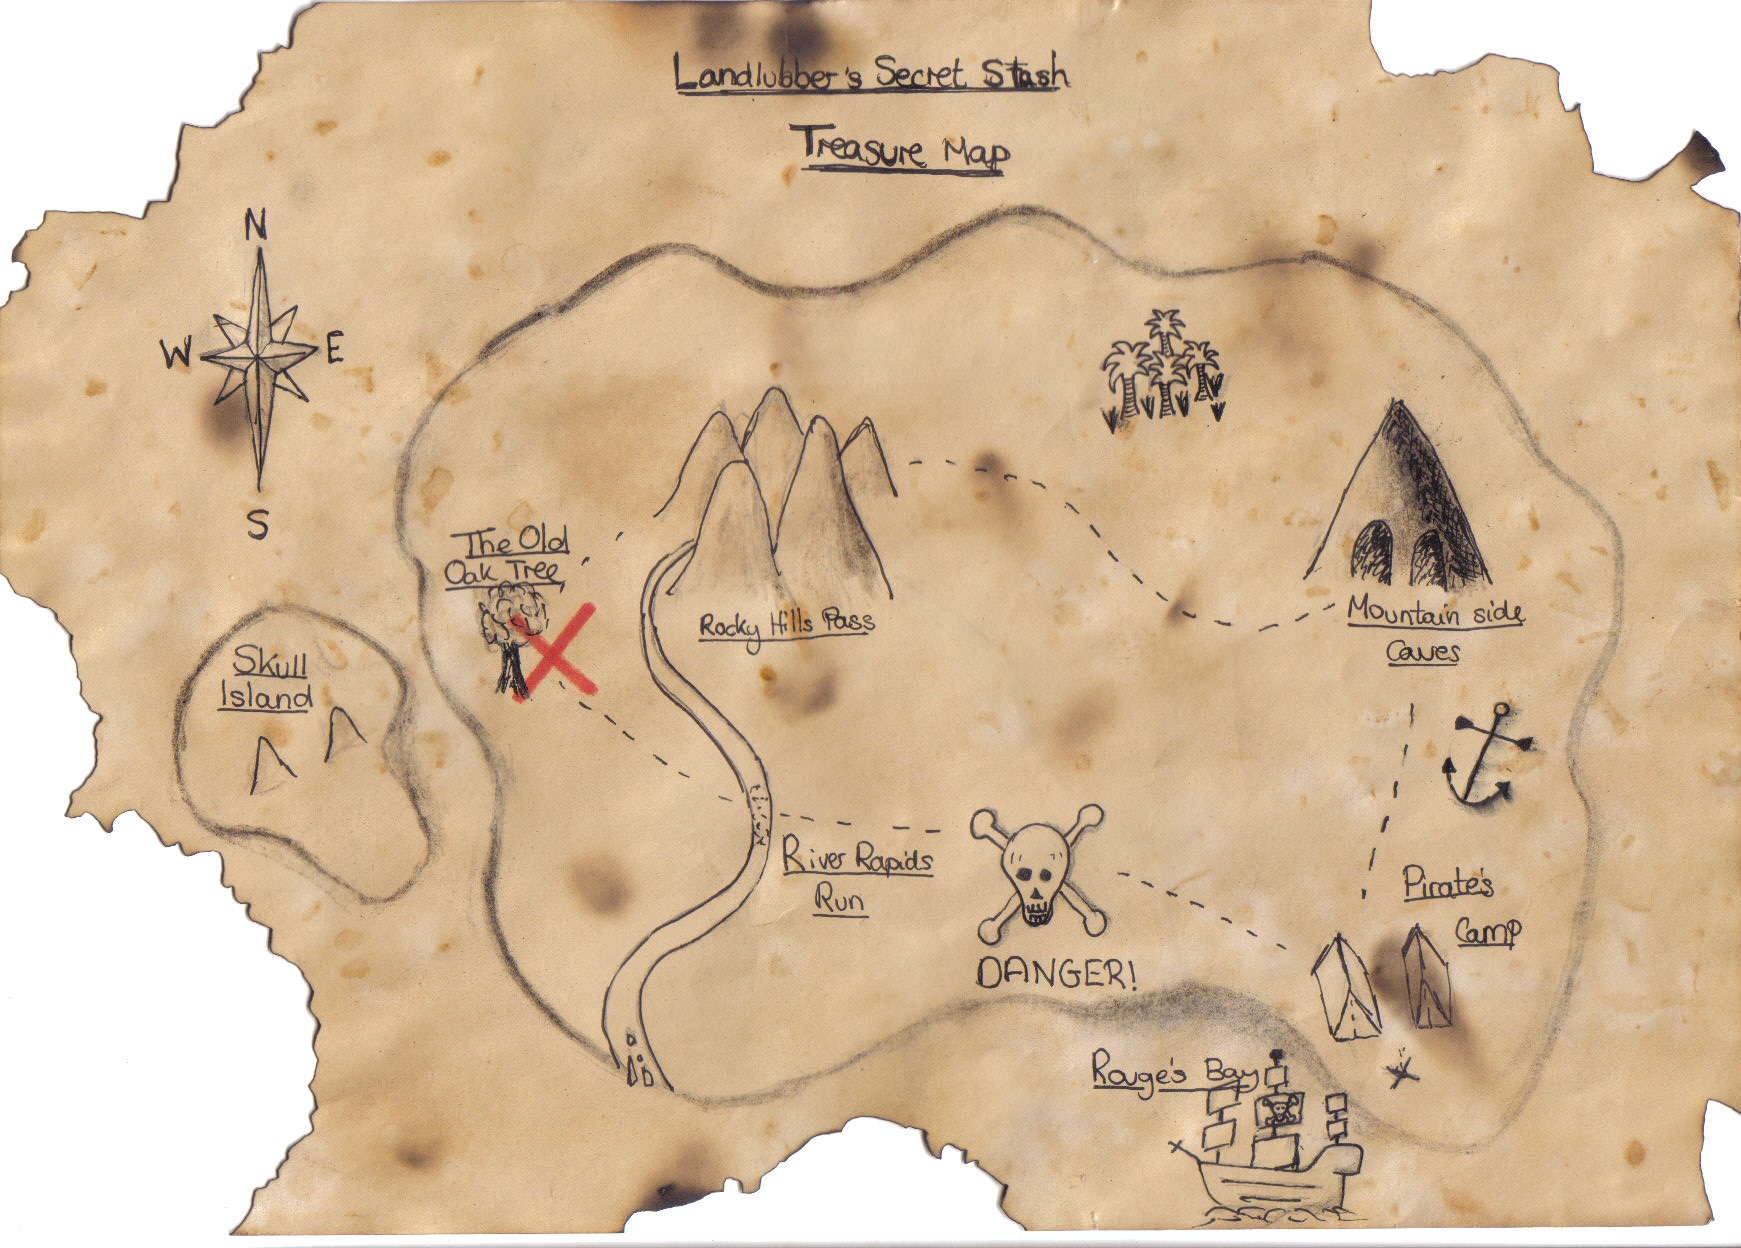 Landlubber's Secret Stash
Treasure Map
N
W E
S
The Old
Oak Tree
Rocky Hills Pass
Mountain side
Caves
Skull
Island
River Rapids
Run
Pirate's
Camp
DANGER!
Rouge's Bay